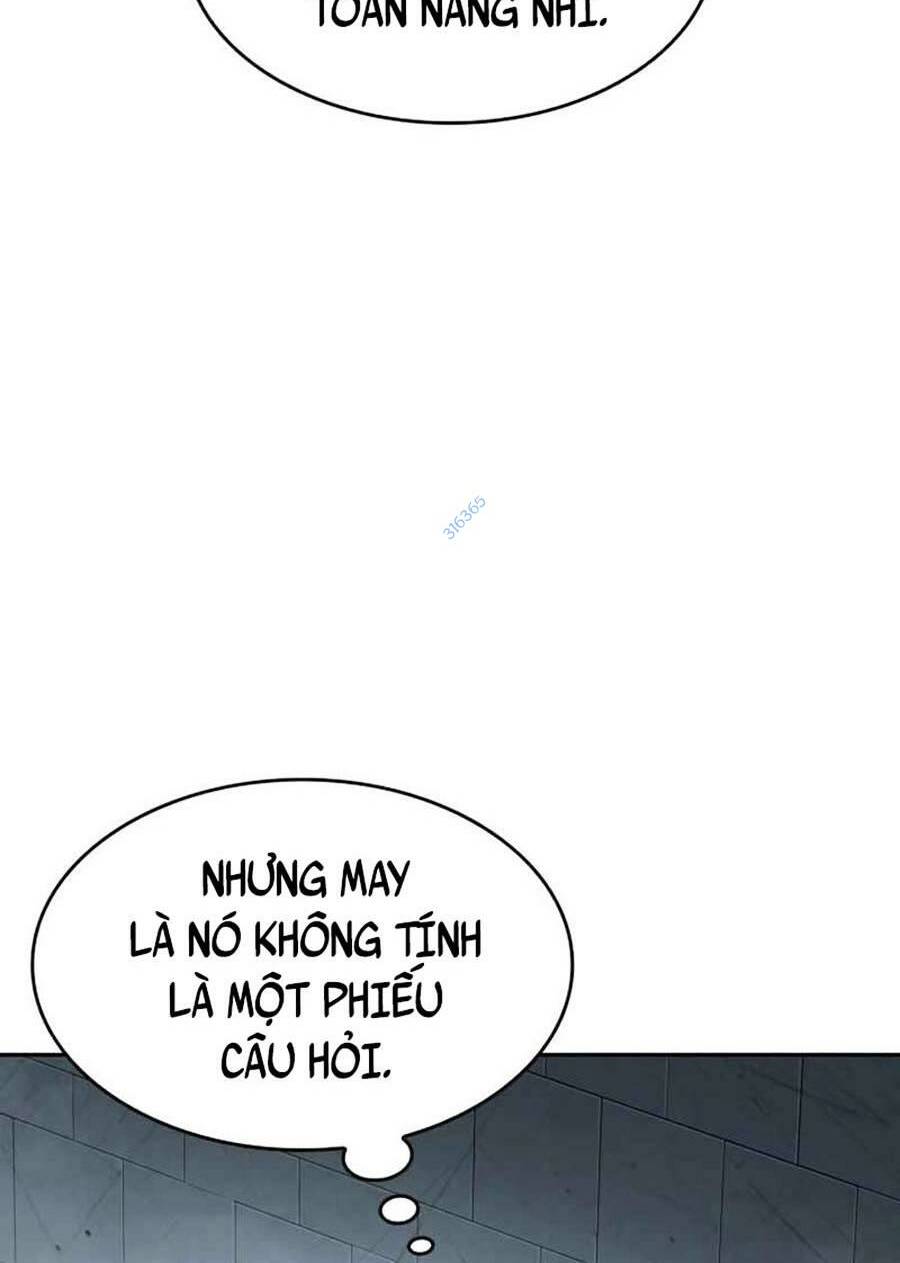 TOÀN NĂNG NHỈ.
316365
NHƯNG MAY
LÀ NÓ KHÔNG TÍNH
LÀ MỘT PHIẾU
CÂU HỎI.